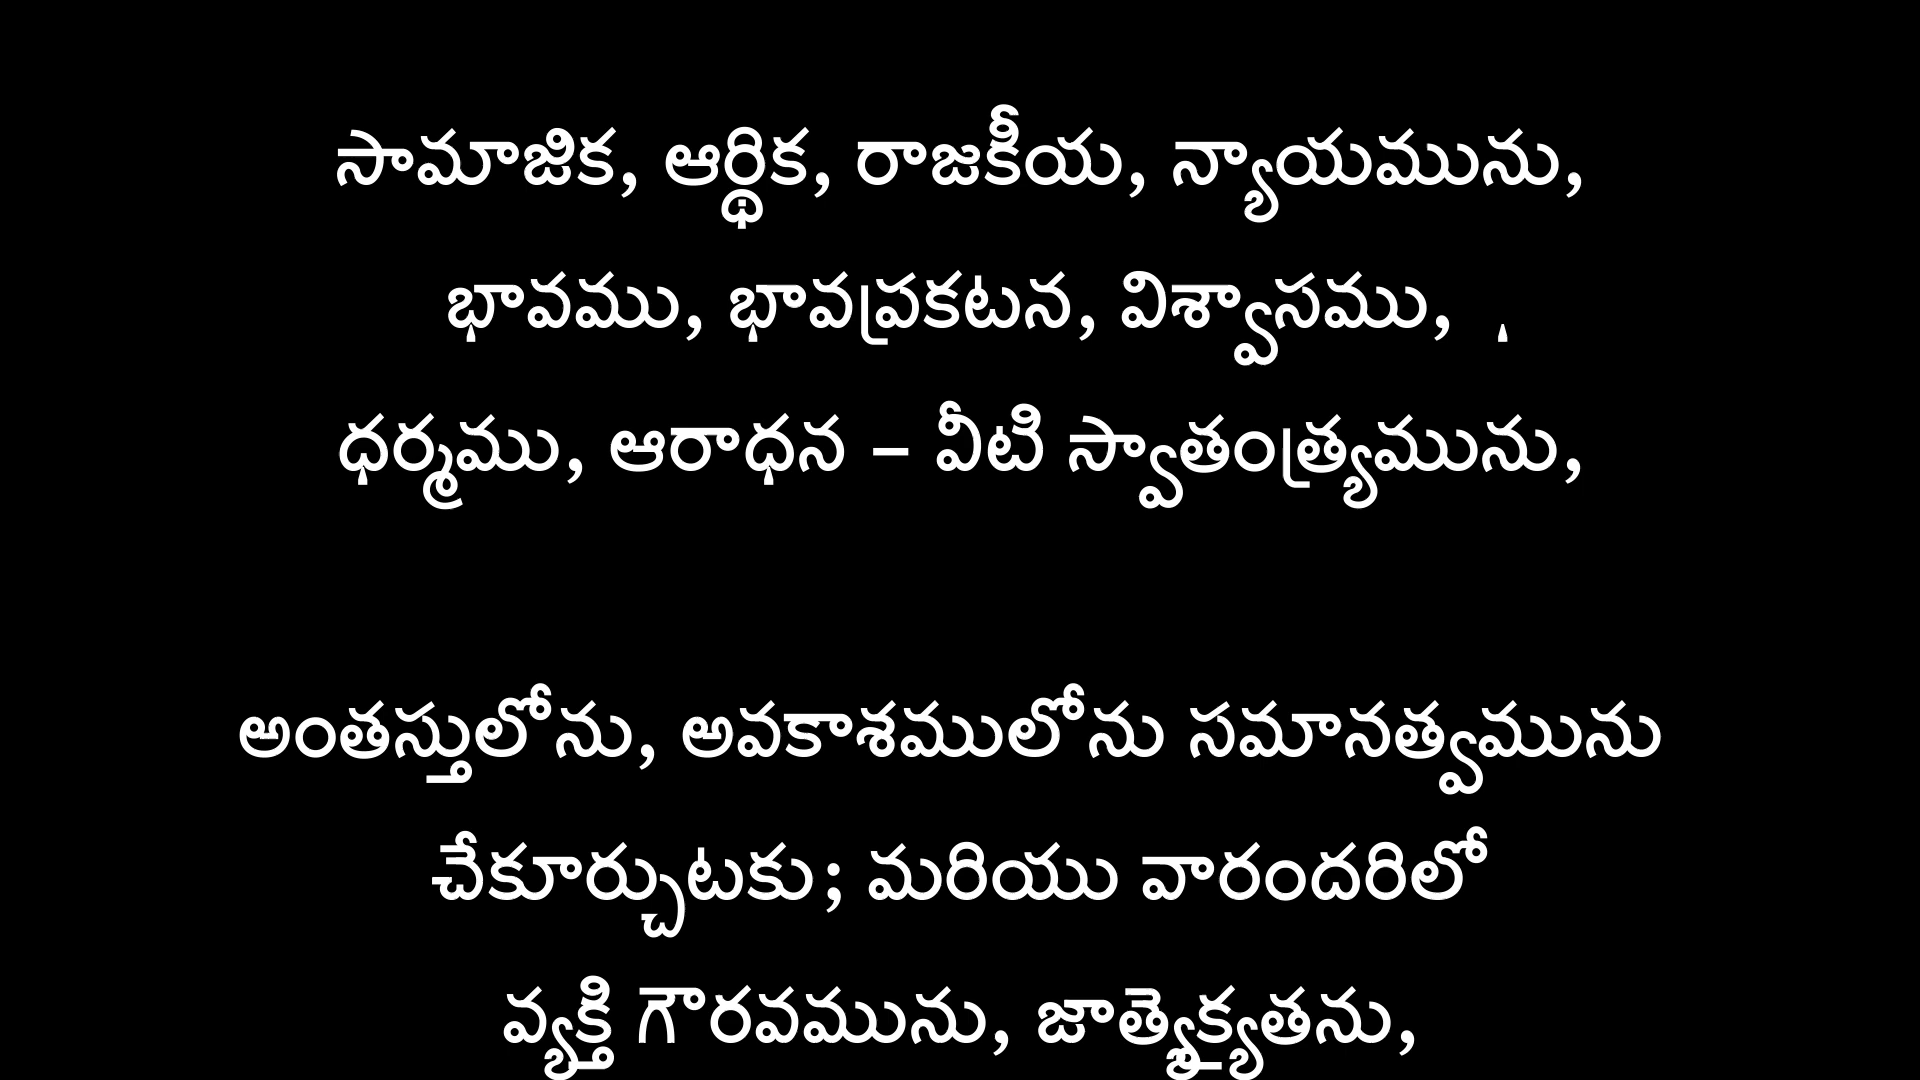 సామాజిక, ఆర్థిక, రాజకీయ, న్యాయమును,
భావము, భావప్రకటన, విశ్వాసము,
ధర్మము, ఆరాధన – వీటి స్వాతంత్ర్యమును,
అంతస్తులోను, అవకాశములోను సమానత్వమును
చేకూర్చుటకు; మరియు వారందరిలో
వ్యక్తి గౌరవమును, జాత్యైక్యతను,